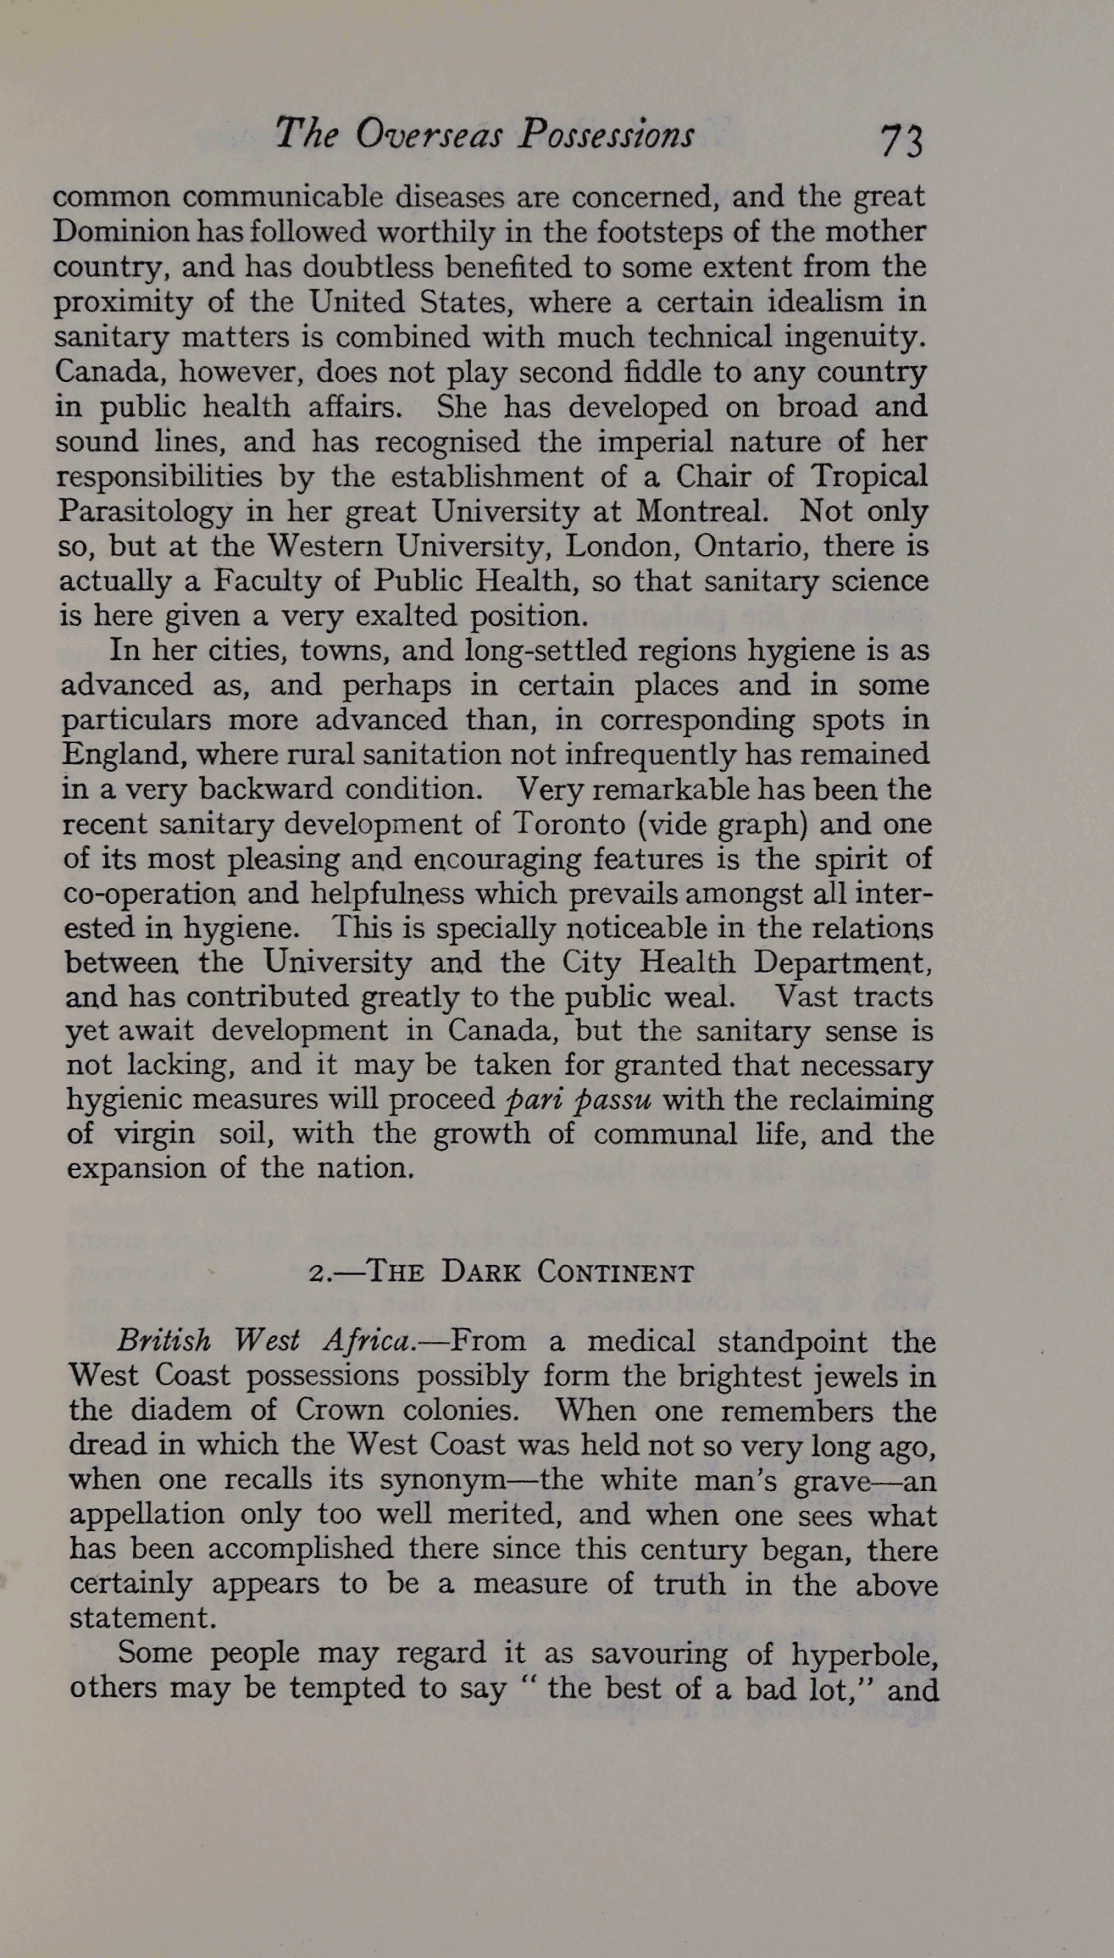 The Overseas Possessions 73
common communicable diseases are concerned, and the great
Dominion has followed worthily in the footsteps of the mother
country, and has doubtless benefited to some extent from the
proximity of the United States, where a certain idealism in
sanitary matters is combined with much technical ingenuity.
Canada, however, does not play second fiddle to any country
in public health affairs. She has developed on broad and
sound lines, and has recognised the imperial nature of her
responsibilities by the establishment of a Chair of Tropical
Parasitology in her great University at Montreal. Not only
so, but at the Western University, London, Ontario, there is
actually a Faculty of Public Health, so that sanitary science
is here given a very exalted position.
In her cities, towns, and long-settled regions hygiene is as
advanced as, and perhaps in certain places and in some
particulars more advanced than, in corresponding spots in
England, where rural sanitation not infrequently has remained
in a very backward condition. Very remarkable has been the
recent sanitary development of Toronto (vide graph) and one
of its most pleasing and encouraging features is the spirit of
co-operation and helpfulness which prevails amongst all inter-
ested in hygiene. This is specially noticeable in the relations
between the University and the City Health Department,
and has contributed greatly to the public weal. Vast tracts
yet await development in Canada, but the sanitary sense is
not lacking, and it may be taken for granted that necessary
hygienic measures will proceed pari passu with the reclaiming
of virgin soil, with the growth of communal life, and the
expansion of the nation.
2.—THE DARK CONTINENT
British West Africa.—From a medical standpoint the
West Coast possessions possibly form the brightest jewels in
the diadem of Crown colonies. When one remembers the
dread in which the West Coast was held not so very long ago,
when one recalls its synonym—the white man's grave—an
appellation only too well merited, and when one sees what
has been accomplished there since this century began, there
certainly appears to be a measure of truth in the above
statement.
Some people may regard it as savouring of hyperbole,
others may be tempted to say “ the best of a bad lot,” and